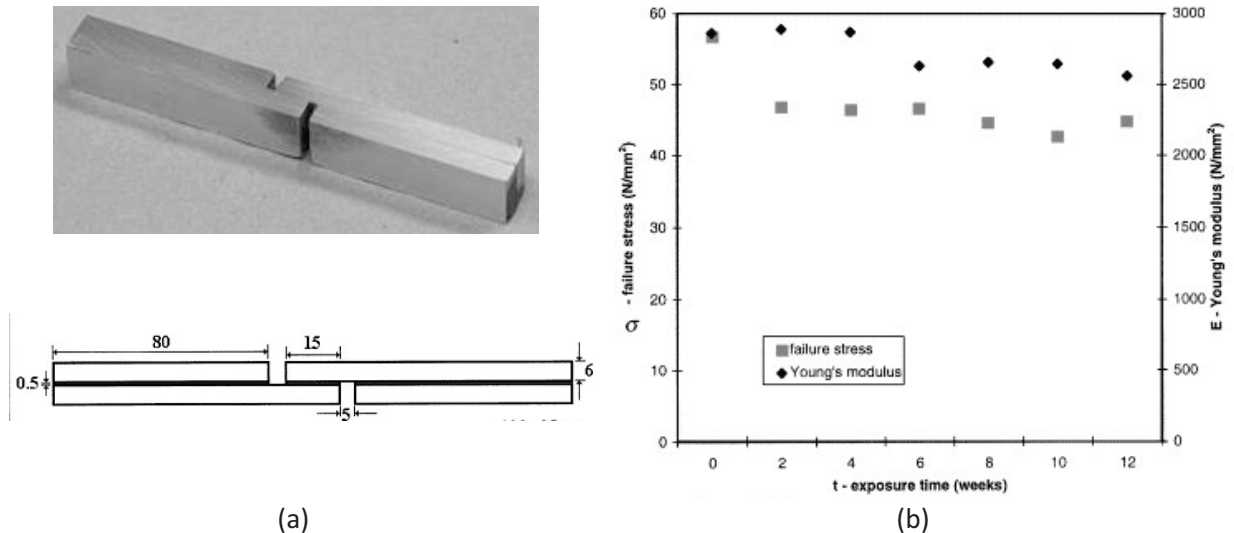 80
15
0.5
6
5
(a)
60
50
40
30
20
10
0
σ - failure stress (N/mm²)
3000
2500
2000
1500
1000
500
0
E - Young's modulus (N/mm²)
failure stress
Young's modulus
0 2 4 6 8 10 12
t - exposure time (weeks)
(b)